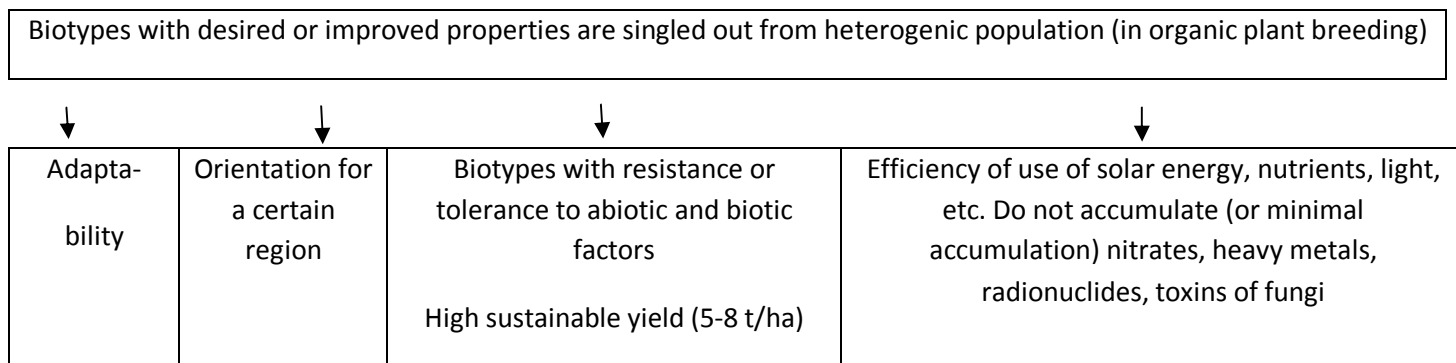 Biotypes with desired or improved properties are singled out from heterogenic population (in organic plant breeding)
Adapta-
bility
Orientation for
a certain
region
Biotypes with resistance or
tolerance to abiotic and biotic
factors
High sustainable yield (5-8 t/ha)
Efficiency of use of solar energy, nutrients, light,
etc. Do not accumulate (or minimal
accumulation) nitrates, heavy metals,
radionuclides, toxins of fungi